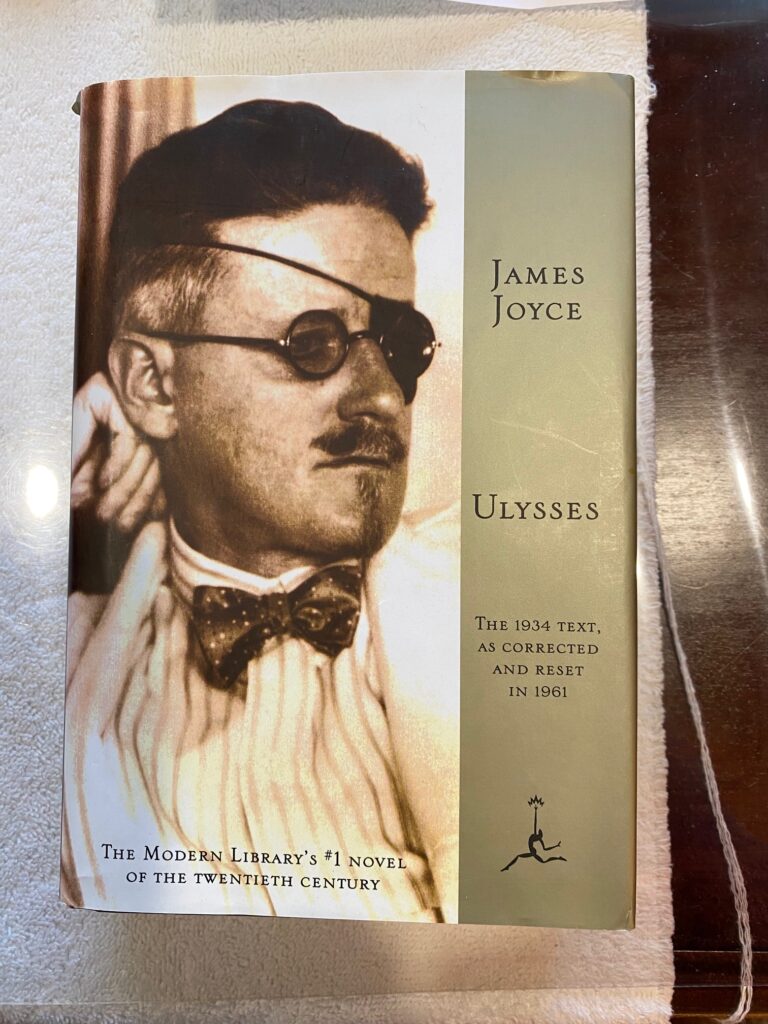 JAMES
JOYCE
ULYSSES
THE 1934 TEXT,
AS CORRECTED
AND RESET
IN 1961
THE MODERN LIBRARY'S #1 NOVEL
OF THE TWENTIETH CENTURY